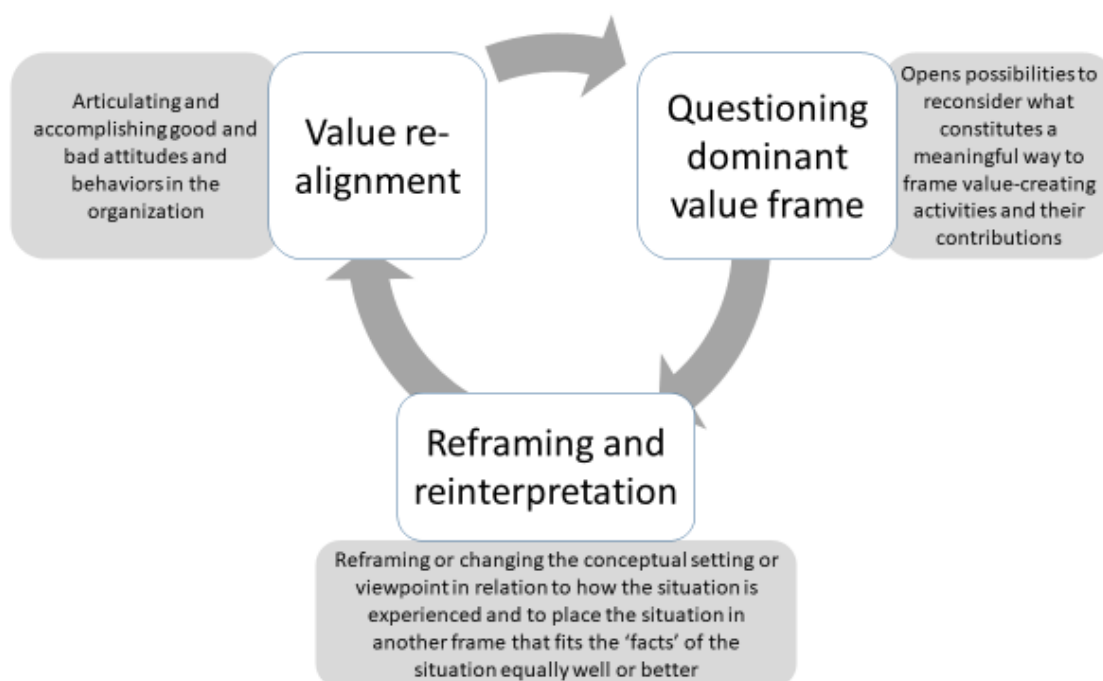 Articulating and
accomplishing good and
bad attitudes and
behaviors in the
organization
Value re-
alignment
Questioning
dominant
value frame
Opens possibilities to
reconsider what
constitutes a
meaningful way to
frame value-creating
activities and their
contributions
Reframing and
reinterpretation
Reframing or changing the conceptual setting or
viewpoint in relation to how the situation is
experienced and to place the situation in
another frame that fits the ‘facts’ of the
situation equally well or better